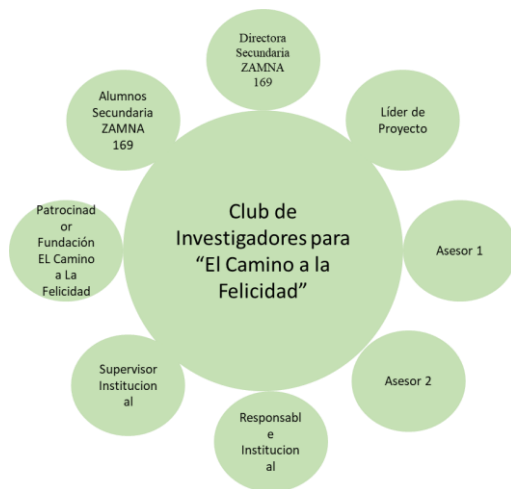 Directora
Secundaria
ZAMNA
169
Líder de
Proyecto
Asesor 1
Asesor 2
Responsabl
e
Institucion
al
Supervisor
Institucion
al
Patrocinad
or
Fundación
EL Camino
a La
Felicidad
Alumnos
Secundaria
ZAMNA
169
Club de
Investigadores para
“El Camino a la
Felicidad”